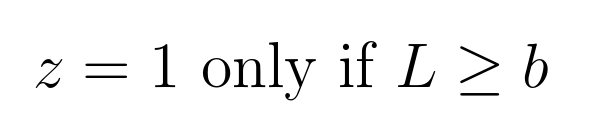 z = 1 only if L ≥ b